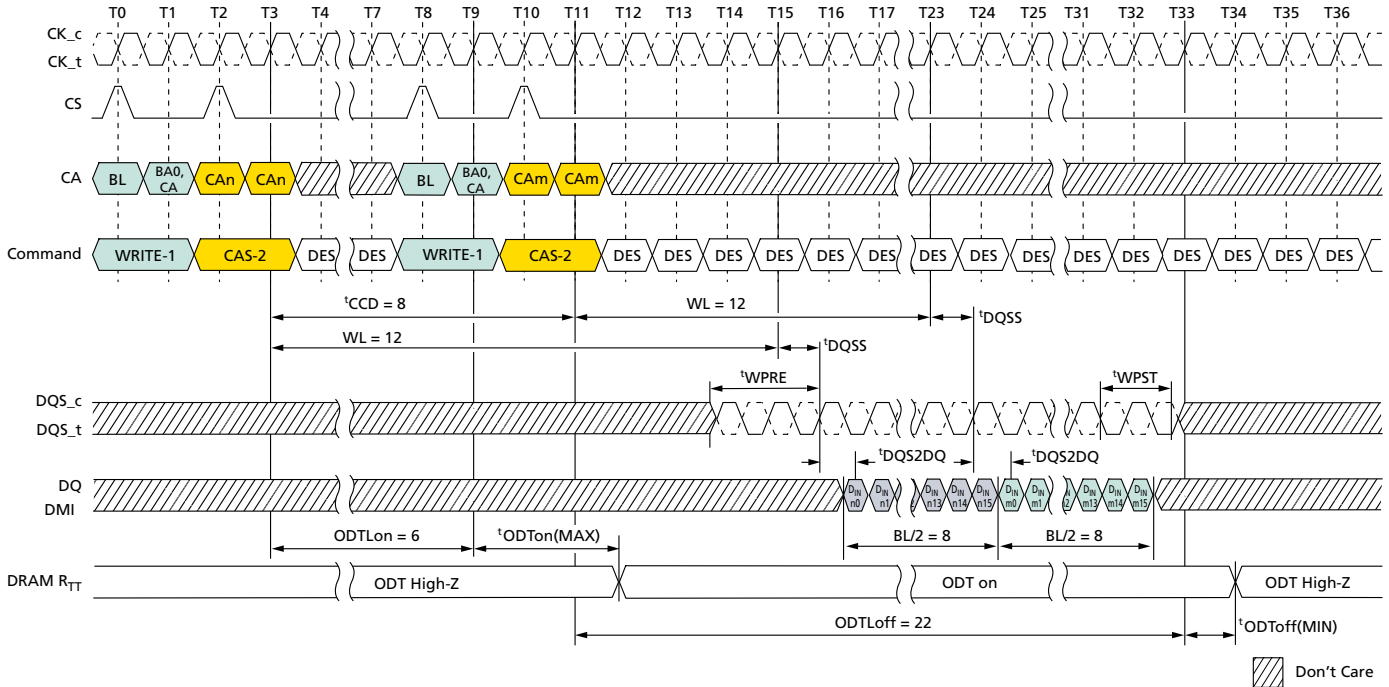 T0 T1 T2 T3 T4 T7 T8 T9 T10 T11 T12 T13 T14 T15 T16 T17 T23 T24 T25 T31 T32 T33 T34 T35 T36
CK_c
CK_t
CS
CA BL BA0, CA CAn CAn BL BA0, CA CAm CAm
Command WRITE-1 CAS-2 DES DES WRITE-1 CAS-2 DES DES DES DES DES DES DES DES DES DES DES DES DES DES DES
tCCD = 8 WL = 12 tDQSS
WL = 12 tDQSS
tWPRE tWPST
DQS_c
DQS_t
tDQS2DQ tDQS2DQ
DQ
DMI
DIN n0 DIN n1 DIN n13 DIN n14 DIN n15 DIN m0 DIN m1 DIN m13 DIN m14 DIN m15
ODTLon = 6 tODTon(MAX) BL/2 = 8 BL/2 = 8
DRAM RTT ODT High-Z ODT on ODT High-Z
ODTLoff = 22 tODToff(MIN)
Don't Care